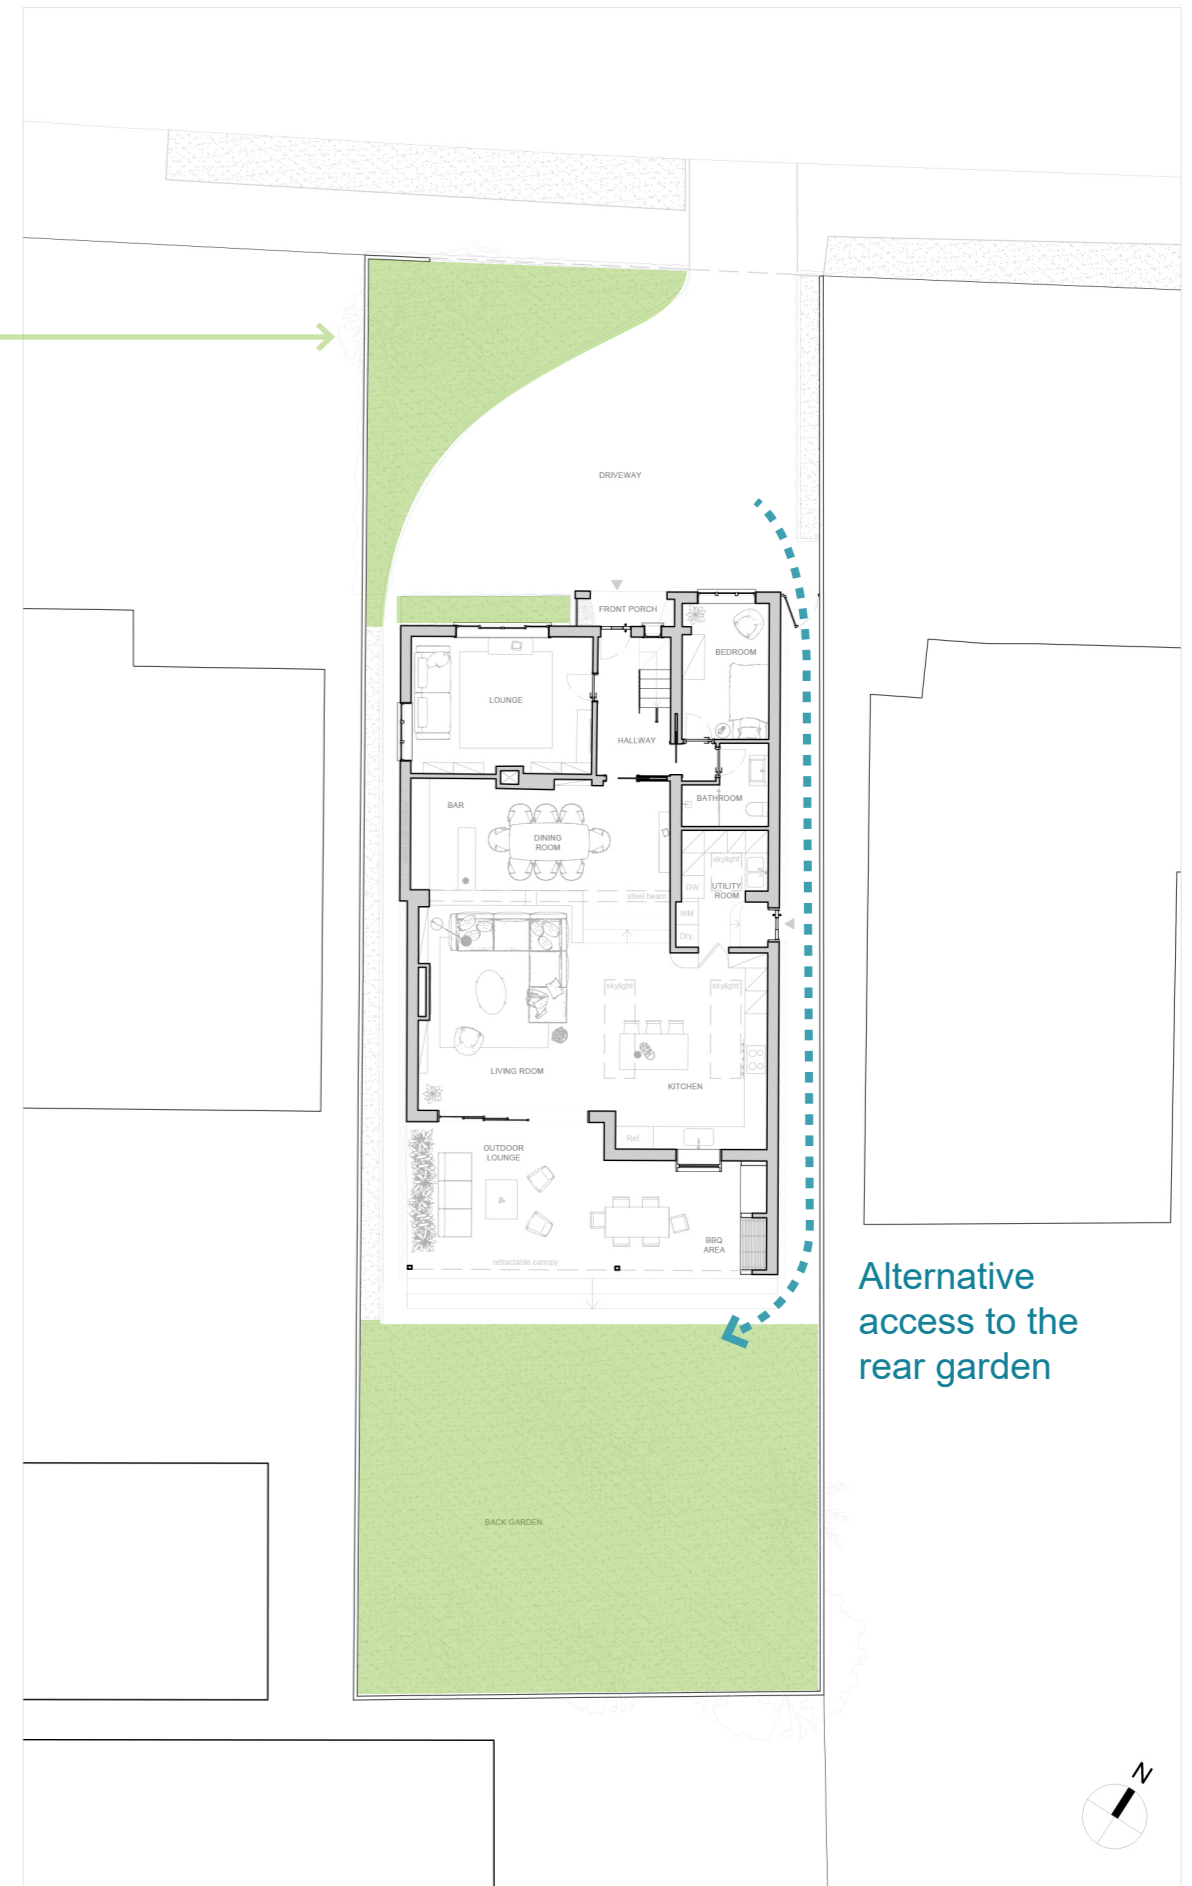 DRIVEWAY
FRONT PORCH
BEDROOM
LOUNGE
HALLWAY
BATHROOM
BAR
DINING
ROOM
skylight
DW
UTILITY
ROOM
steel beam
WM
Dry
skylight
skylight
LIVING ROOM
KITCHEN
Ref.
OUTDOOR
LOUNGE
BBQ
AREA
retractable canopy
Alternative
access to the
rear garden
BACK GARDEN
N